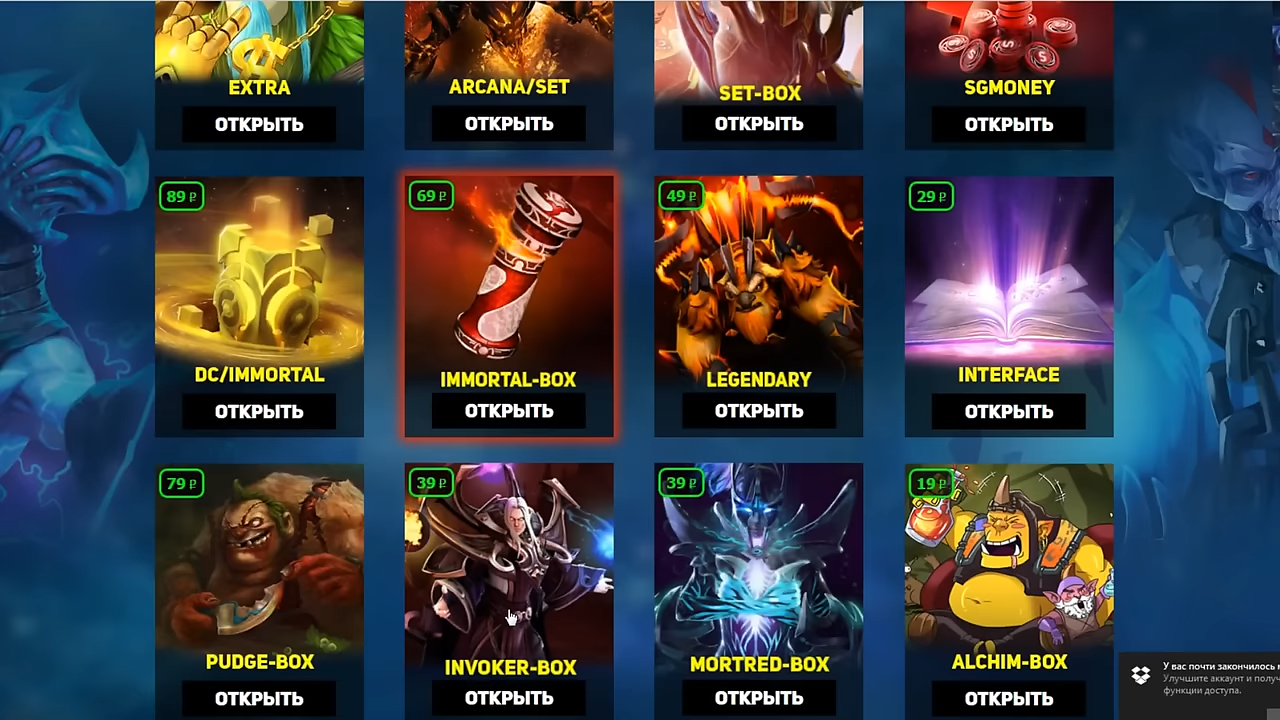 EXTRA
ARCANA/SET
SET-BOX
SGMONEY
ОТКРЫТЬ
ОТКРЫТЬ
ОТКРЫТЬ
ОТКРЫТЬ
89 ₽
69 ₽
49 ₽
29 ₽
DC/IMMORTAL
IMMORTAL-BOX
LEGENDARY
INTERFACE
ОТКРЫТЬ
ОТКРЫТЬ
ОТКРЫТЬ
ОТКРЫТЬ
79 ₽
39 ₽
39 ₽
19 ₽
PUDGE-BOX
INVOKER-BOX
MORTRED-BOX
ALCHIM-BOX
ОТКРЫТЬ
ОТКРЫТЬ
ОТКРЫТЬ
ОТКРЫТЬ
У вас почти закончилось
Улучшите аккаунт и получ
функции доступа.